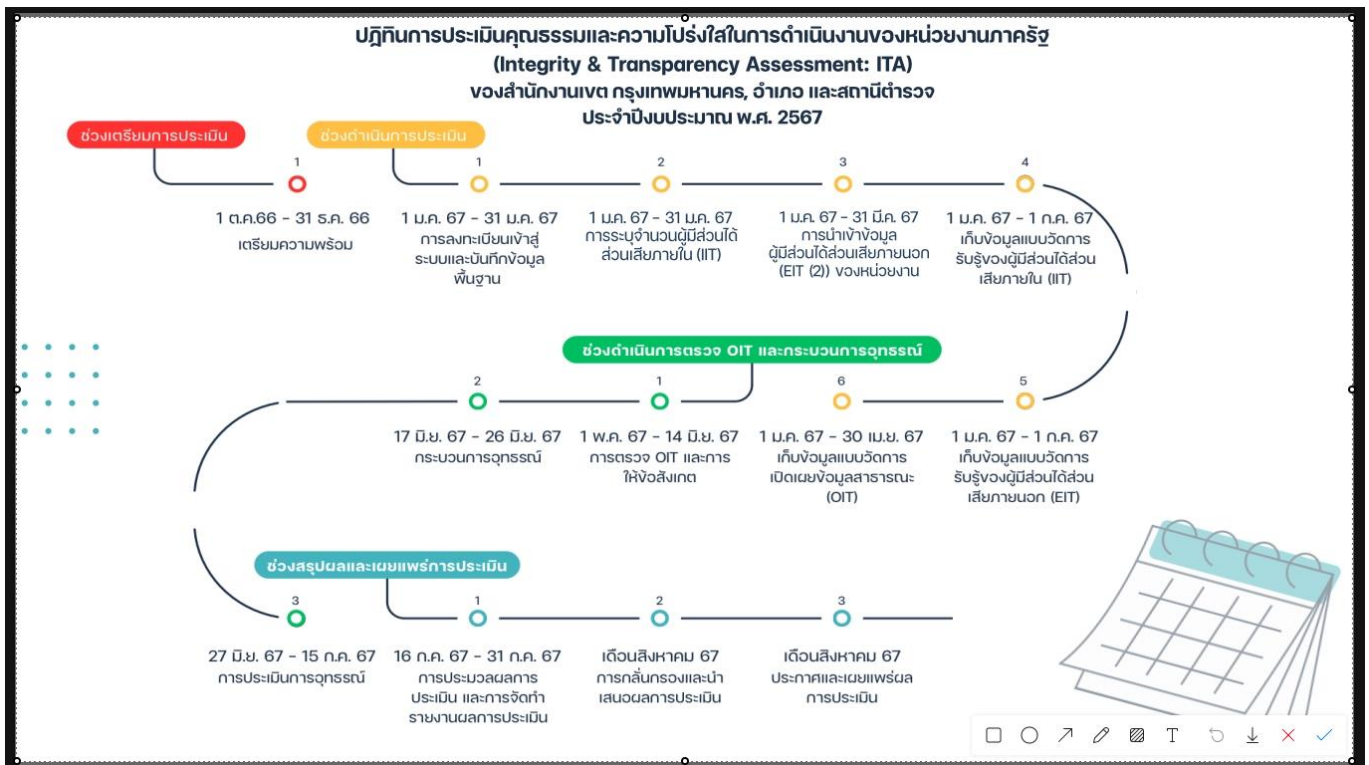 ปฏิทินการประเมินคุณธรรมและความโปร่งใสในการดำเนินงานของหน่วยงานภาครัฐ
(Integrity & Transparency Assessment: ITA)
ของสำนักงานเขต กรุงเทพมหานคร, อำเภอ และสถานีตำรวจ
ประจำปีงบประมาณ พ.ศ. 2567
ช่วงเตรียมการประเมิน
1
1 ต.ค.66 - 31 ธ.ค. 66
เตรียมความพร้อม
ช่วงดำเนินการประเมิน
1
1 ม.ค. 67 - 31 ม.ค. 67
การลงทะเบียนเข้าสู่
ระบบและบันทึกข้อมูล
พื้นฐาน
2
1 ม.ค. 67 - 31 ม.ค. 67
การระบุจำนวนผู้มีส่วนได้
ส่วนเสียภายใน (IIT)
3
1 ม.ค. 67 - 31 มี.ค. 67
การนำเข้าข้อมูล
ผู้มีส่วนได้ส่วนเสียภายนอก
(EIT (2)) ของหน่วยงาน
4
1 ม.ค. 67 - 1 ก.ค. 67
เก็บข้อมูลแบบวัดการ
รับรู้ของผู้มีส่วนได้ส่วน
เสียภายใน (IIT)
5
1 ม.ค. 67 - 1 ก.ค. 67
เก็บข้อมูลแบบวัดการ
รับรู้ของผู้มีส่วนได้ส่วน
เสียภายนอก (EIT)
6
1 ม.ค. 67 - 30 เม.ย. 67
เก็บข้อมูลแบบวัดการ
เปิดเผยข้อมูลสาธารณะ
(OIT)
ช่วงดำเนินการตรวจ OIT และกระบวนการอุทธรณ์
1
1 พ.ค. 67 - 14 มิ.ย. 67
การตรวจ OIT และการ
ให้ข้อสังเกต
2
17 มิ.ย. 67 - 26 มิ.ย. 67
กระบวนการอุทธรณ์
3
27 มิ.ย. 67 - 15 ก.ค. 67
การประเมินการอุทธรณ์
ช่วงสรุปผลและเผยแพร่การประเมิน
1
16 ก.ค. 67 - 31 ก.ค. 67
การประมวลผลการ
ประเมิน และการจัดทำ
รายงานผลการประเมิน
2
เดือนสิงหาคม 67
การกลั่นกรองและนำ
เสนอผลการประเมิน
3
เดือนสิงหาคม 67
ประกาศและเผยแพร่ผล
การประเมิน
T